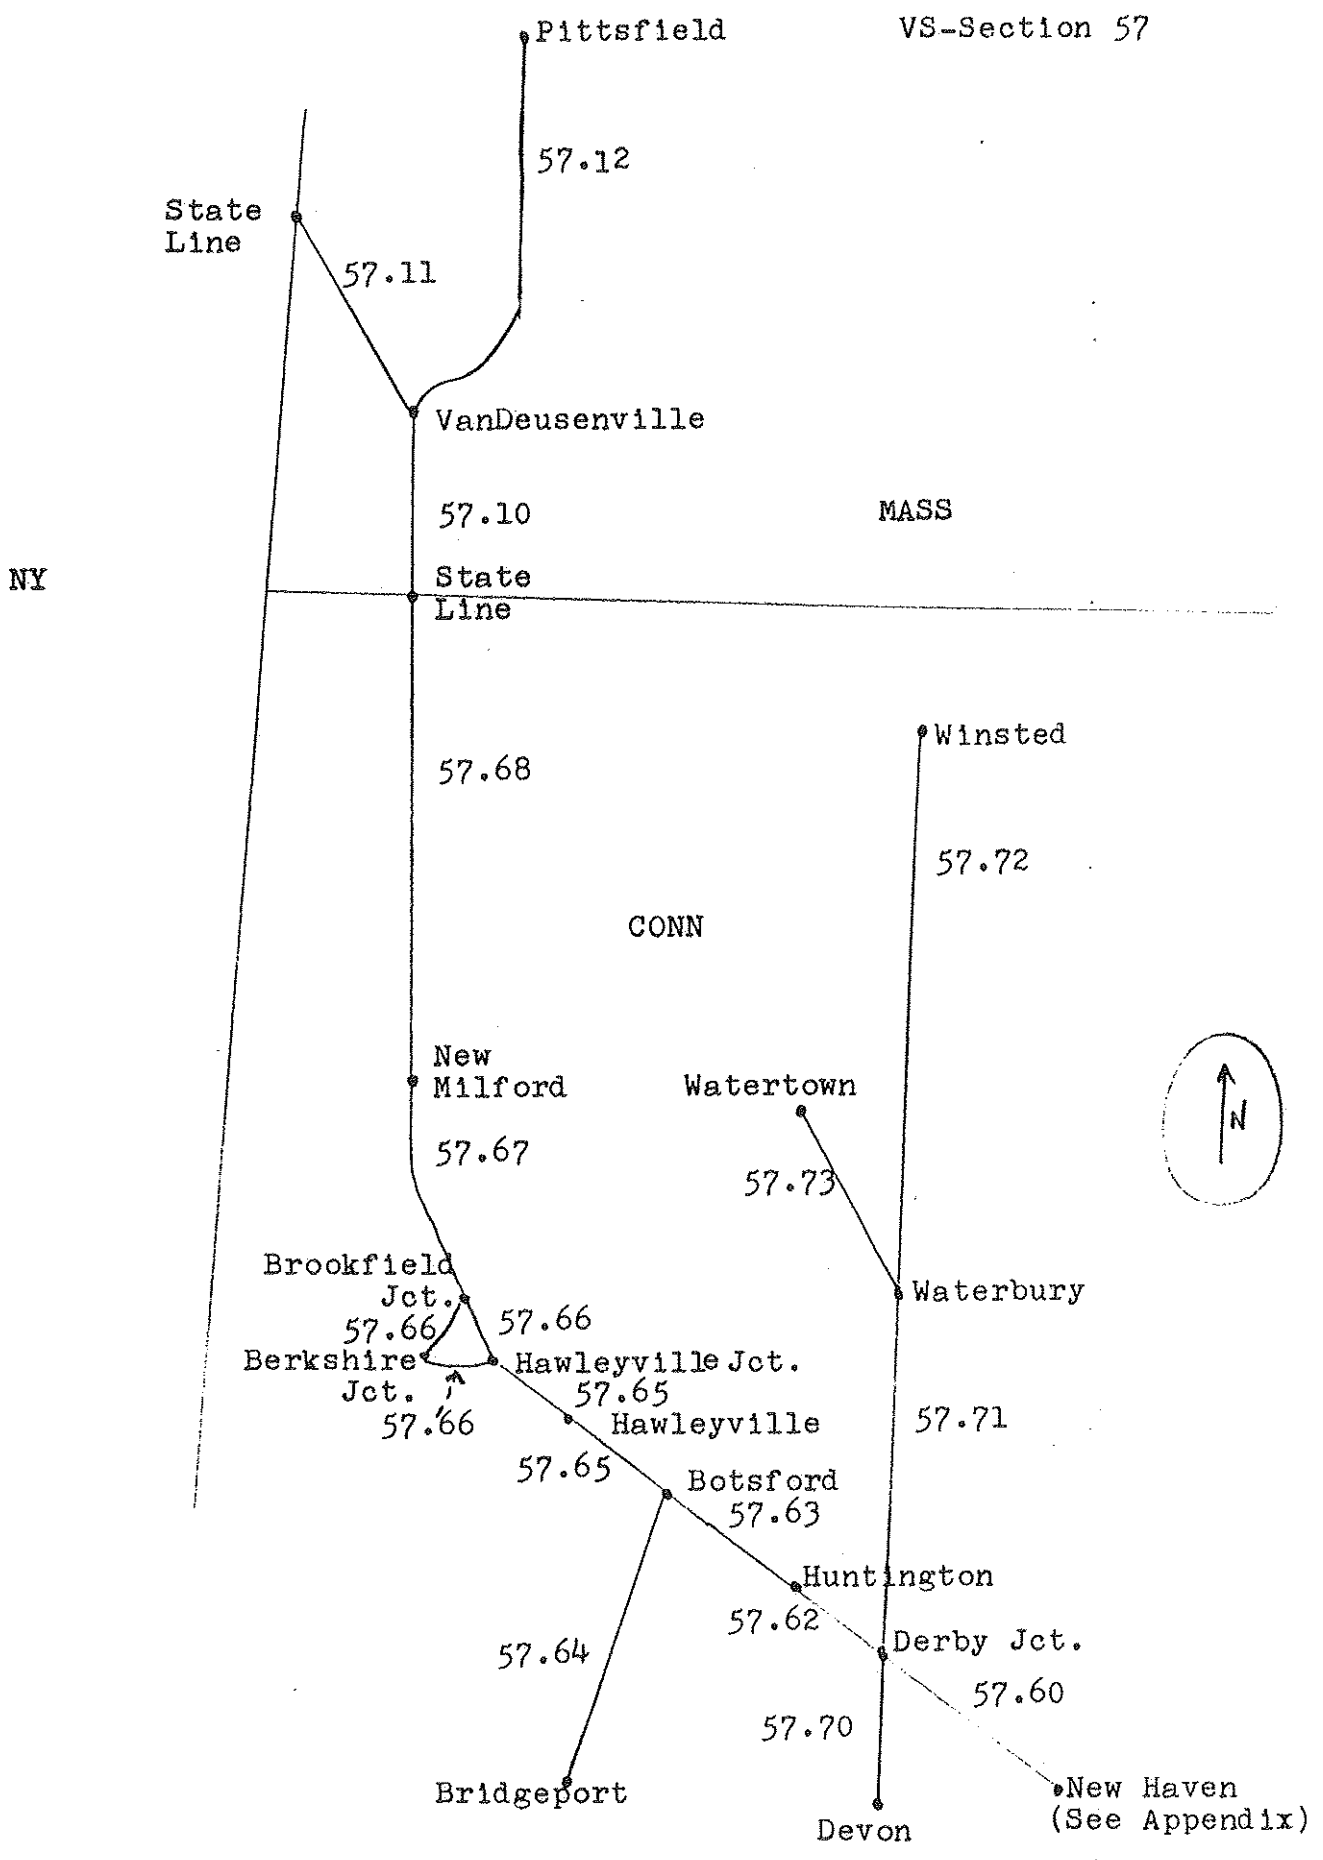 Pittsfield
VS-Section 57
57.12
State
Line
57.11
VanDeusenville
57.10
MASS
NY
State
Line
Winsted
57.68
57.72
CONN
New
Milford
Watertown
N
57.67
57.73
Brookfield
Jct.
Waterbury
57.66
57.66
Berkshire
Jct.
Hawleyville Jct.
57.65
57.66
Hawleyville
57.71
57.65
Botsford
57.63
Huntington
57.62
Derby Jct.
57.64
57.60
57.70
Bridgeport
New Haven
(See Appendix)
Devon